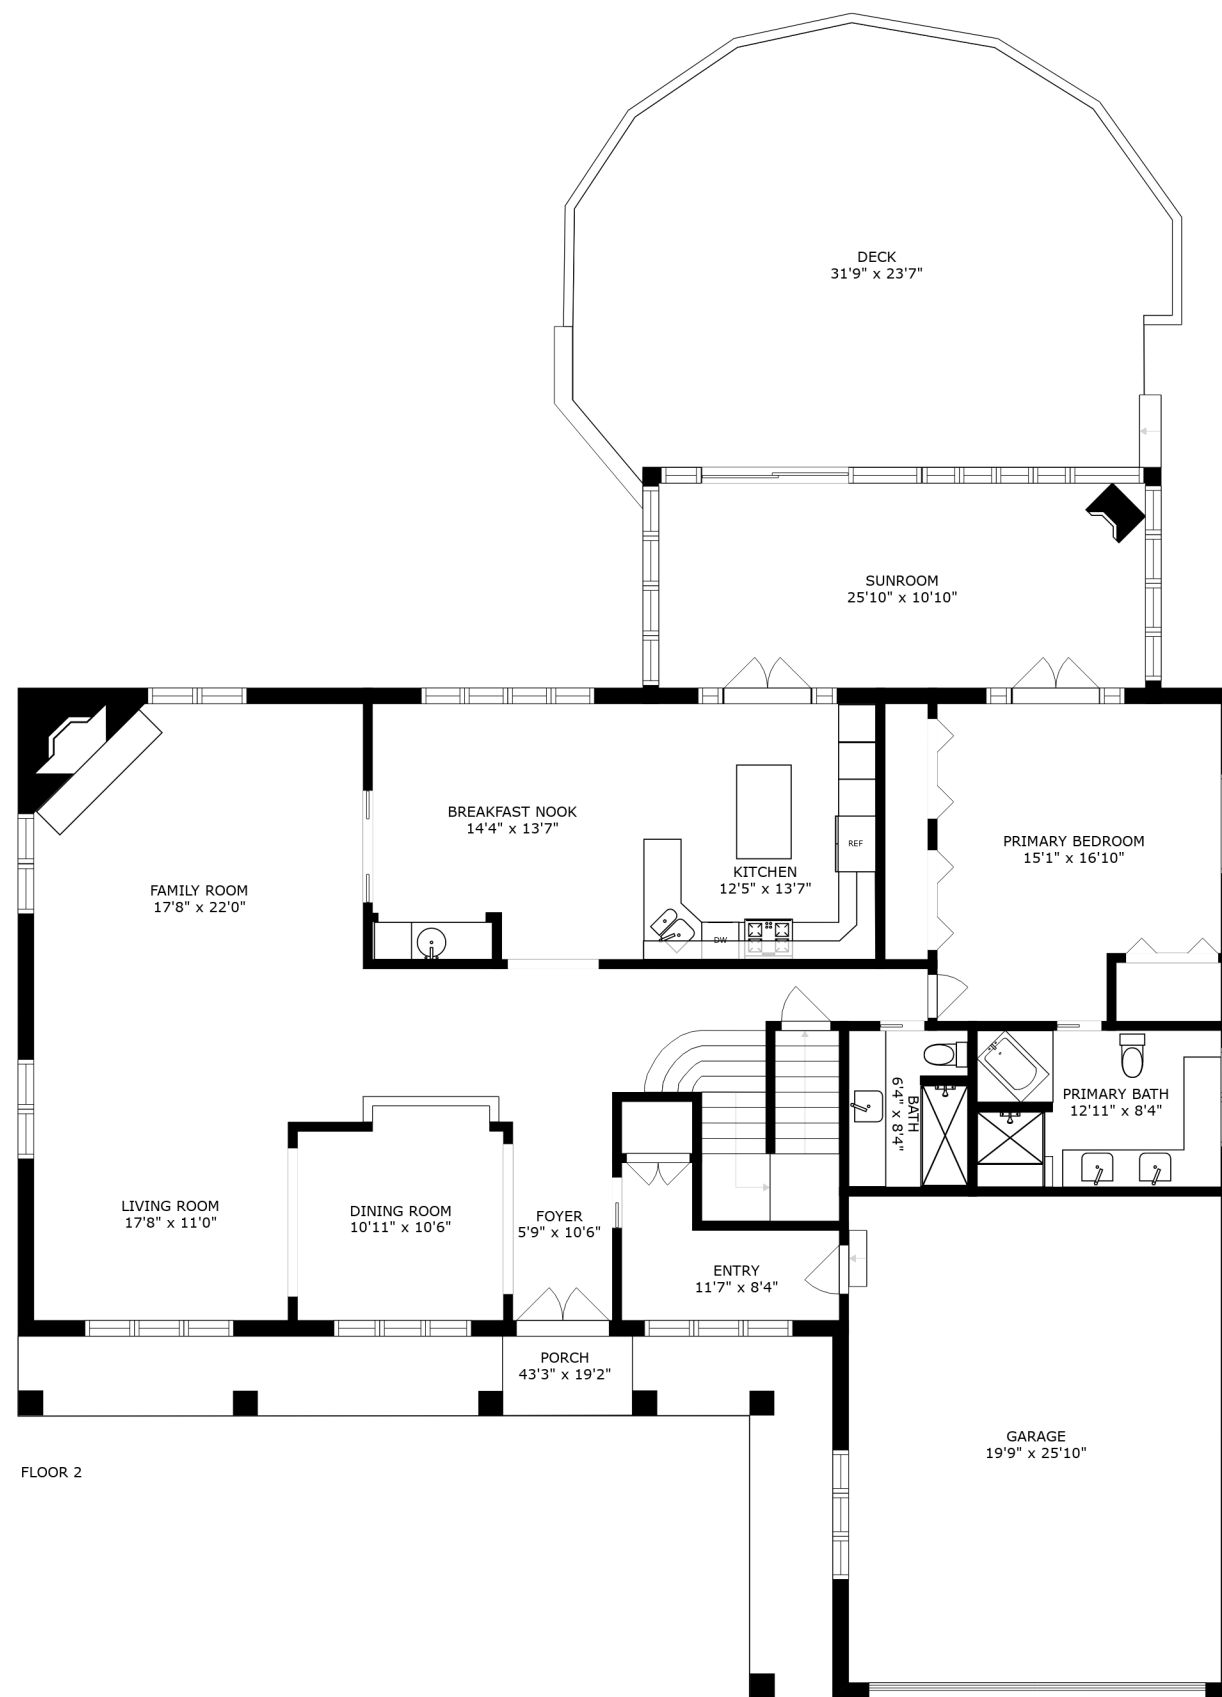 DECK
31'9" x 23'7"
SUNROOM
25'10" x 10'10"
BREAKFAST NOOK
14'4" x 13'7"
PRIMARY BEDROOM
15'1" x 16'10"
REF
KITCHEN
12'5" x 13'7"
FAMILY ROOM
17'8" x 22'0"
DW
BATH
6'4" x 8'4"
PRIMARY BATH
12'11" x 8'4"
LIVING ROOM
17'8" x 11'0"
DINING ROOM
10'11" x 10'6"
FOYER
5'9" x 10'6"
ENTRY
11'7" x 8'4"
PORCH
43'3" x 19'2"
GARAGE
19'9" x 25'10"
FLOOR 2